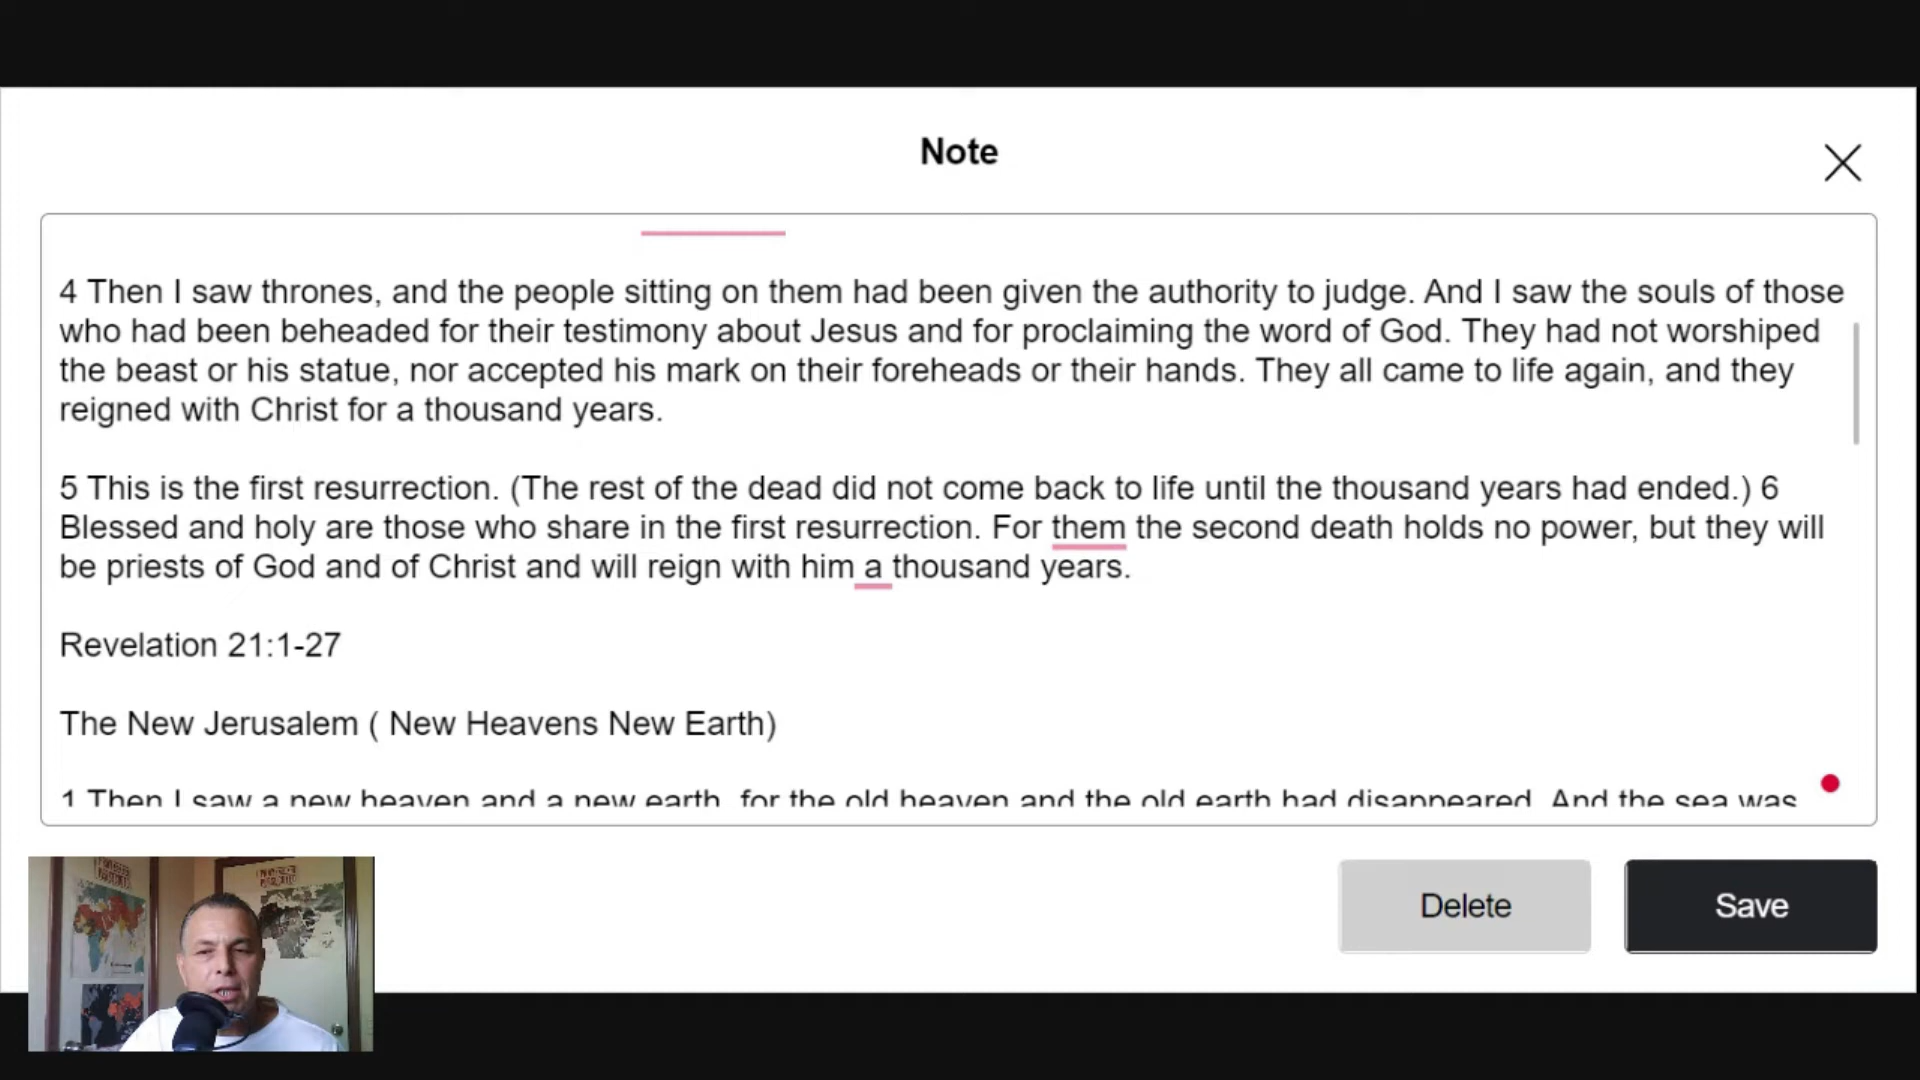 Note
4 Then I saw thrones, and the people sitting on them had been given the authority to judge. And I saw the souls of those
who had been beheaded for their testimony about Jesus and for proclaiming the word of God. They had not worshiped
the beast or his statue, nor accepted his mark on their foreheads or their hands. They all came to life again, and they
reigned with Christ for a thousand years.
5 This is the first resurrection. (The rest of the dead did not come back to life until the thousand years had ended.) 6
Blessed and holy are those who share in the first resurrection. For them the second death holds no power, but they will
be priests of God and of Christ and will reign with him a thousand years.
Revelation 21:1-27
The New Jerusalem ( New Heavens New Earth)
1 Then I saw a new heaven and a new earth, for the old heaven and the old earth had disappeared. And the sea was
Delete
Save